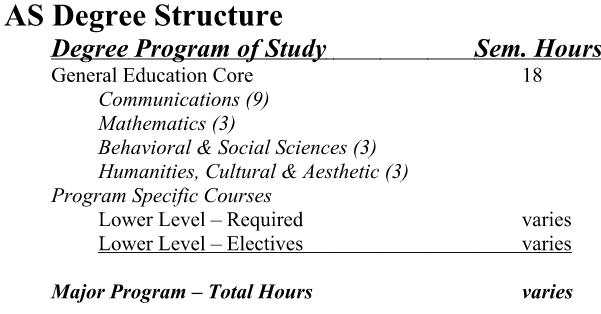 AS Degree Structure
Degree Program of Study Sem. Hours
General Education Core 18
Communications (9)
Mathematics (3)
Behavioral & Social Sciences (3)
Humanities, Cultural & Aesthetic (3)
Program Specific Courses
Lower Level – Required varies
Lower Level – Electives varies
Major Program – Total Hours varies